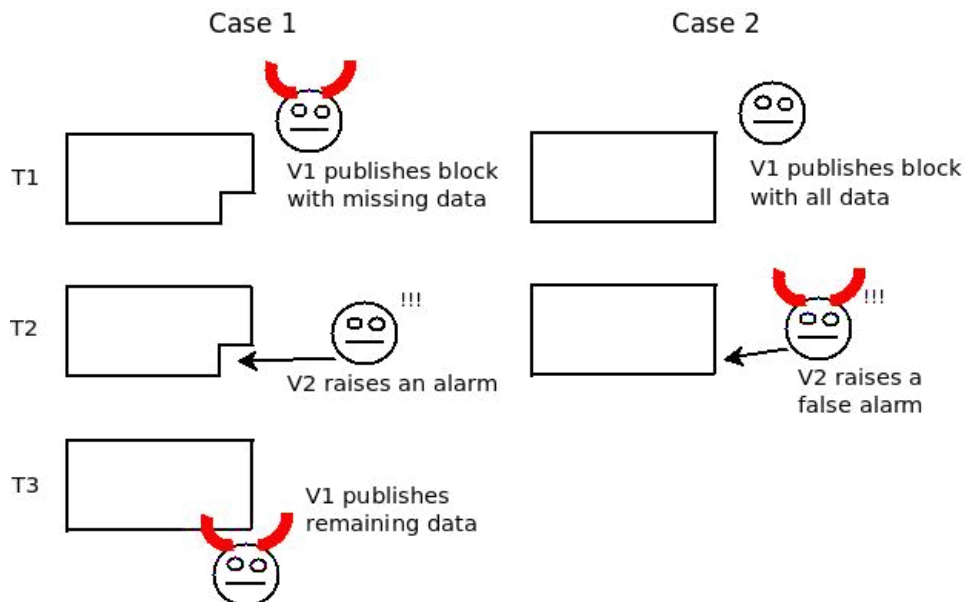 Case 1
Case 2
T1
V1 publishes block
with missing data
V1 publishes block
with all data
T2
!!!
V2 raises an alarm
!!!
V2 raises a
false alarm
T3
V1 publishes
remaining data